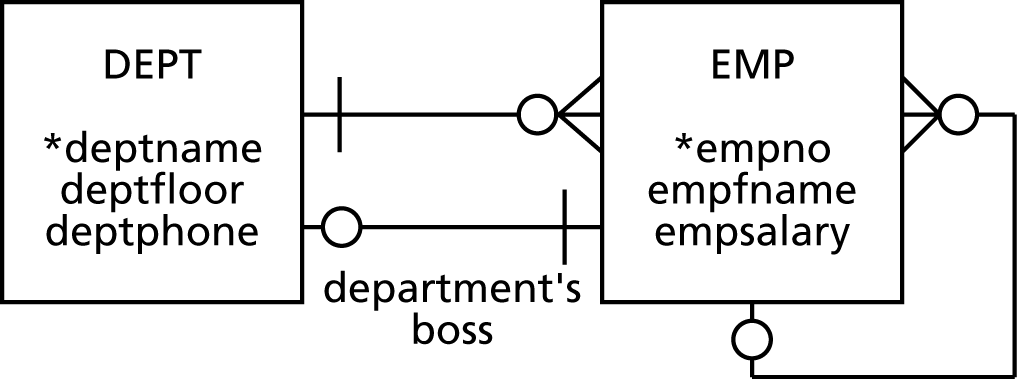 DEPT
*deptname
deptfloor
deptphone
department's
boss
EMP
*empno
empfname
empsalary